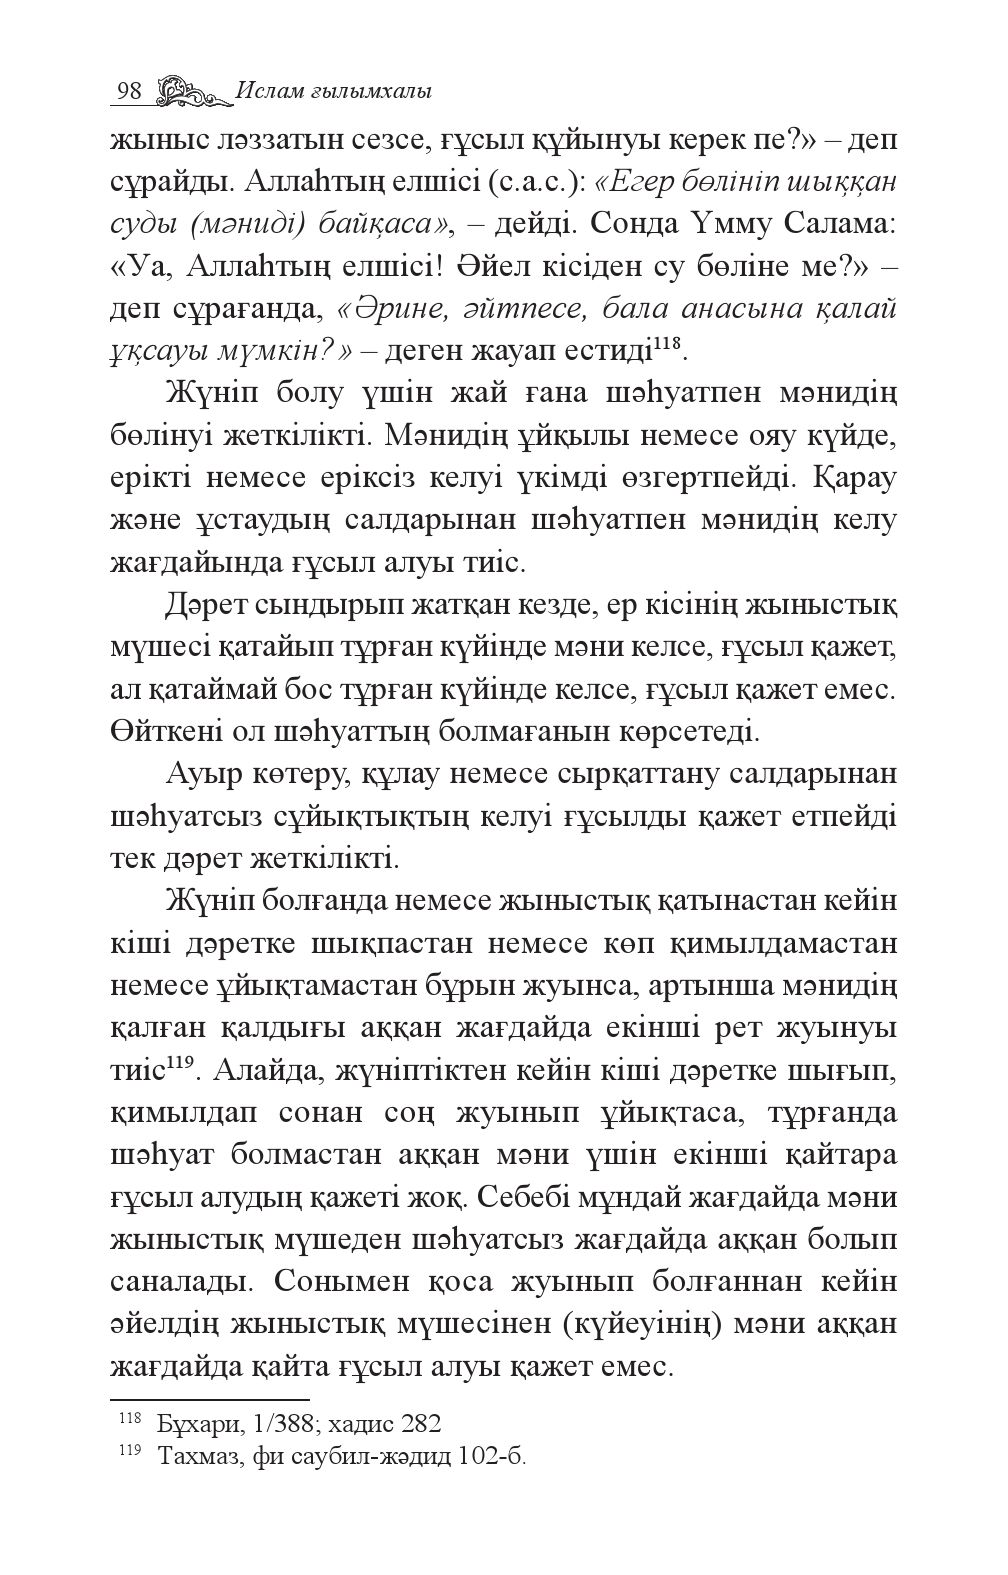 98 Ислам ғылымхалы
жыныс ләззатын сезсе, ғұсыл құйынуы керек пе?» – деп
сұрайды. Аллаһтың елшісі (с.а.с.): «Егер бөлініп шыққан
суды (мәниді) байқаса», – дейді. Сонда Үмму Салама:
«Уа, Аллаһтың елшісі! Әйел кісіден су бөліне ме?» –
деп сұрағанда, «Әрине, әйтпесе, бала анасына қалай
ұқсауы мүмкін?» – деген жауап естиді¹¹⁸.
Жүніп болу үшін жай ғана шәһуатпен мәнидің
бөлінуі жеткілікті. Мәнидің ұйқылы немесе ояу күйде,
ерікті немесе еріксіз келуі үкімді өзгертпейді. Қарау
және ұстаудың салдарынан шәһуатпен мәнидің келу
жағдайында ғұсыл алуы тиіс.
Дәрет сындырып жатқан кезде, ер кісінің жыныстық
мүшесі қатайып тұрған күйінде мәни келсе, ғұсыл қажет,
ал қатаймай бос тұрған күйінде келсе, ғұсыл қажет емес.
Өйткені ол шәһуаттың болмағанын көрсетеді.
Ауыр көтеру, құлау немесе сырқаттану салдарынан
шәһуатсыз сұйықтықтың келуі ғұсылды қажет етпейді
тек дәрет жеткілікті.
Жүніп болғанда немесе жыныстық қатынастан кейін
кіші дәретке шықпастан немесе көп қимылдамастан
немесе ұйықтамастан бұрын жуынса, артынша мәнидің
қалған қалдығы аққан жағдайда екінші рет жуынуы
тиіс¹¹⁹. Алайда, жүніптіктен кейін кіші дәретке шығып,
қимылдап сонан соң жуынып ұйықтаса, тұрғанда
шәһуат болмастан аққан мәни үшін екінші қайтара
ғұсыл алудың қажеті жоқ. Себебі мұндай жағдайда мәни
жыныстық мүшеден шәһуатсыз жағдайда аққан болып
саналады. Сонымен қоса жуынып болғаннан кейін
әйелдің жыныстық мүшесінен (күйеуінің) мәни аққан
жағдайда қайта ғұсыл алуы қажет емес.
¹¹⁸ Бұхари, 1/388; хадис 282
¹¹⁹ Тахмаз, фи саубил-жәдид 102-б.